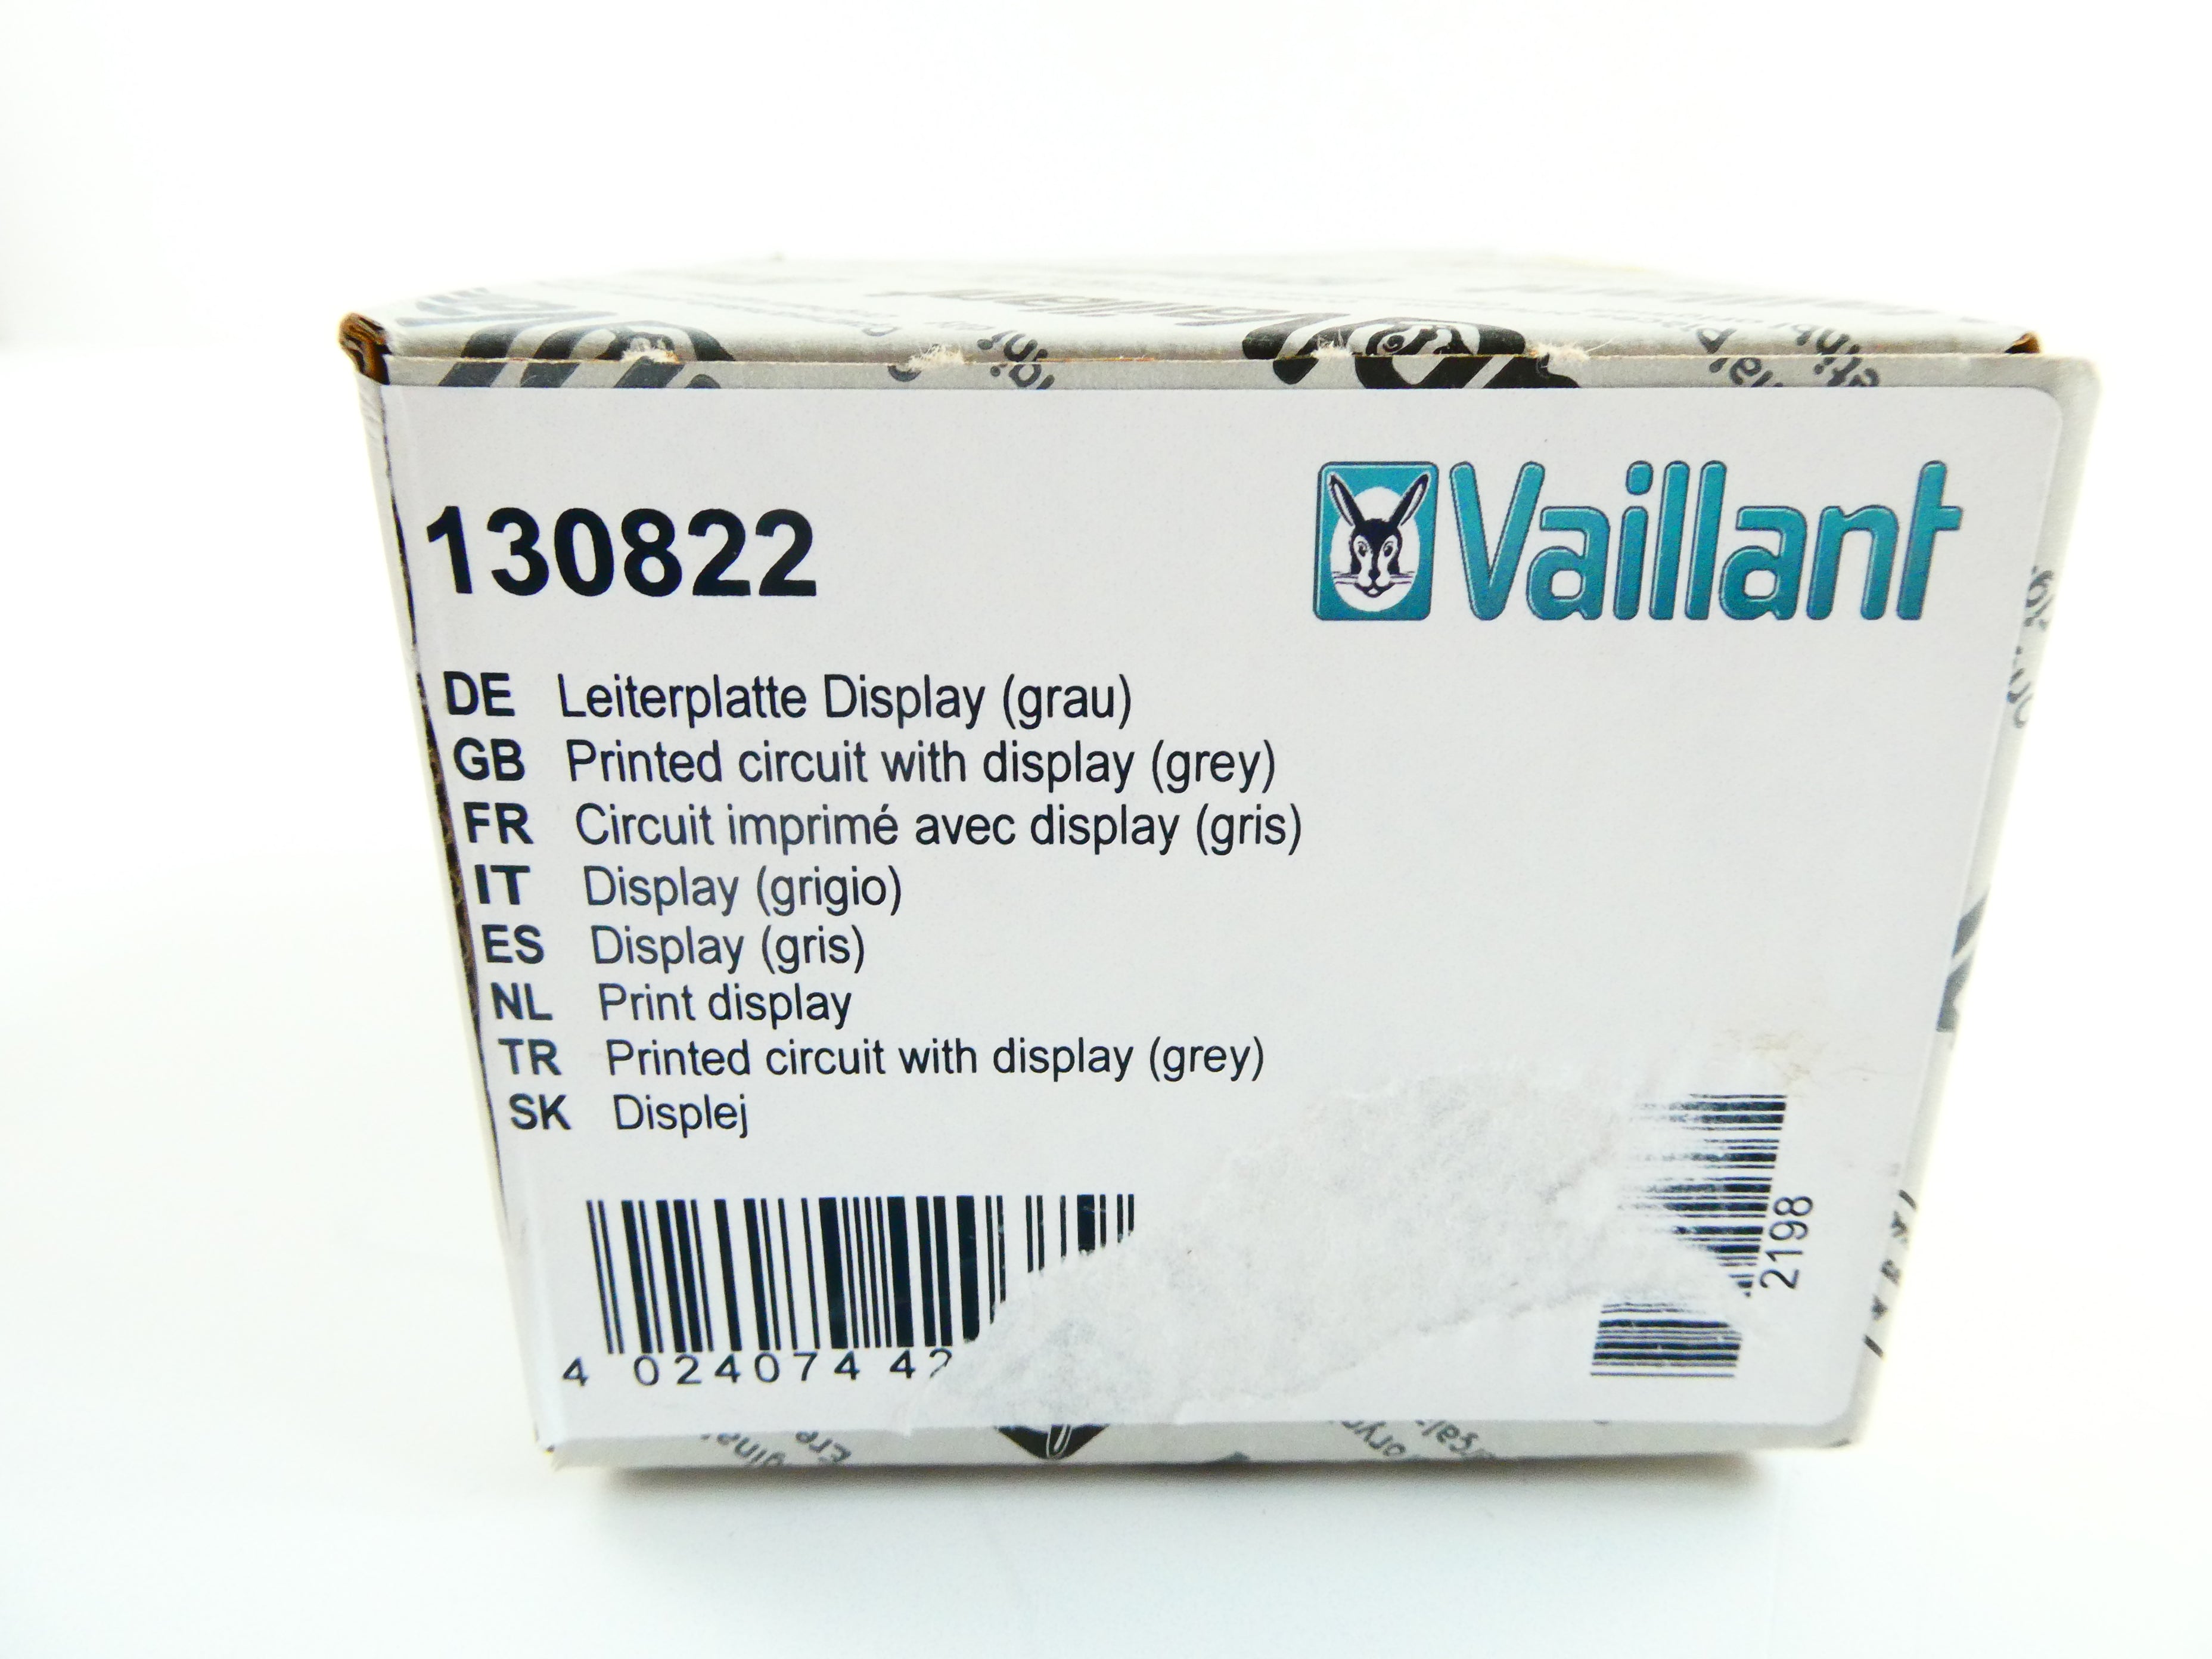 Vaillant
130822
Vaillant
DE Leiterplatte Display (grau)
GB Printed circuit with display (grey)
FR Circuit imprimé avec display (gris)
IT Display (grigio)
ES Display (gris)
NL Print display
TR Printed circuit with display (grey)
SK Displej
2198
4 024074 42